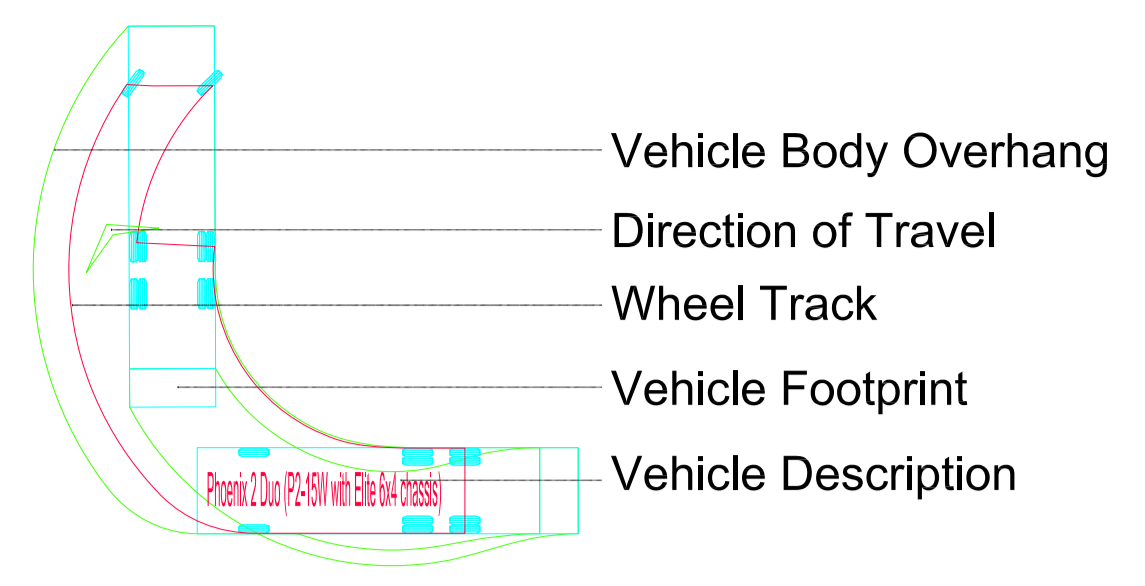 Vehicle Body Overhang
Direction of Travel
Wheel Track
Vehicle Footprint
Vehicle Description
Phoenix 2 Duo (P2-15W with Elite 6x4 chassis)